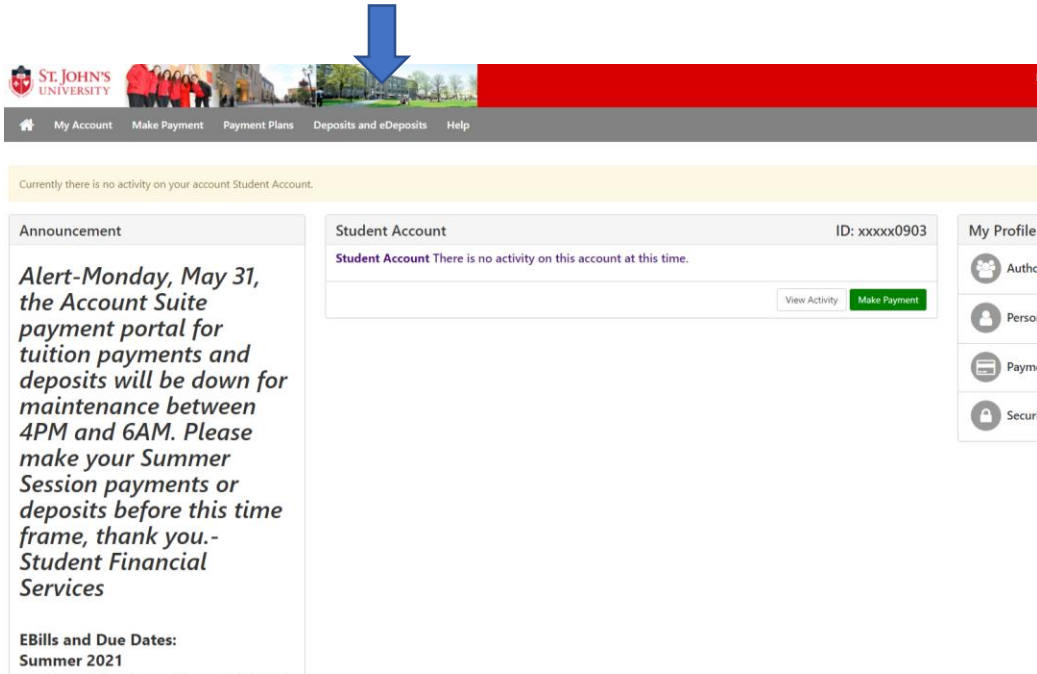 ST. JOHN'S
UNIVERSITY
My Account Make Payment Payment Plans Deposits and eDeposits Help
Currently there is no activity on your account Student Account.
Announcement
Alert-Monday, May 31,
the Account Suite
payment portal for
tuition payments and
deposits will be down for
maintenance between
4PM and 6AM. Please
make your Summer
Session payments or
deposits before this time
frame, thank you.-
Student Financial
Services
EBills and Due Dates:
Summer 2021
Student Account ID: xxxxx0903
Student Account There is no activity on this account at this time.
View Activity Make Payment
My Profile
Autho
Perso
Payme
Secur